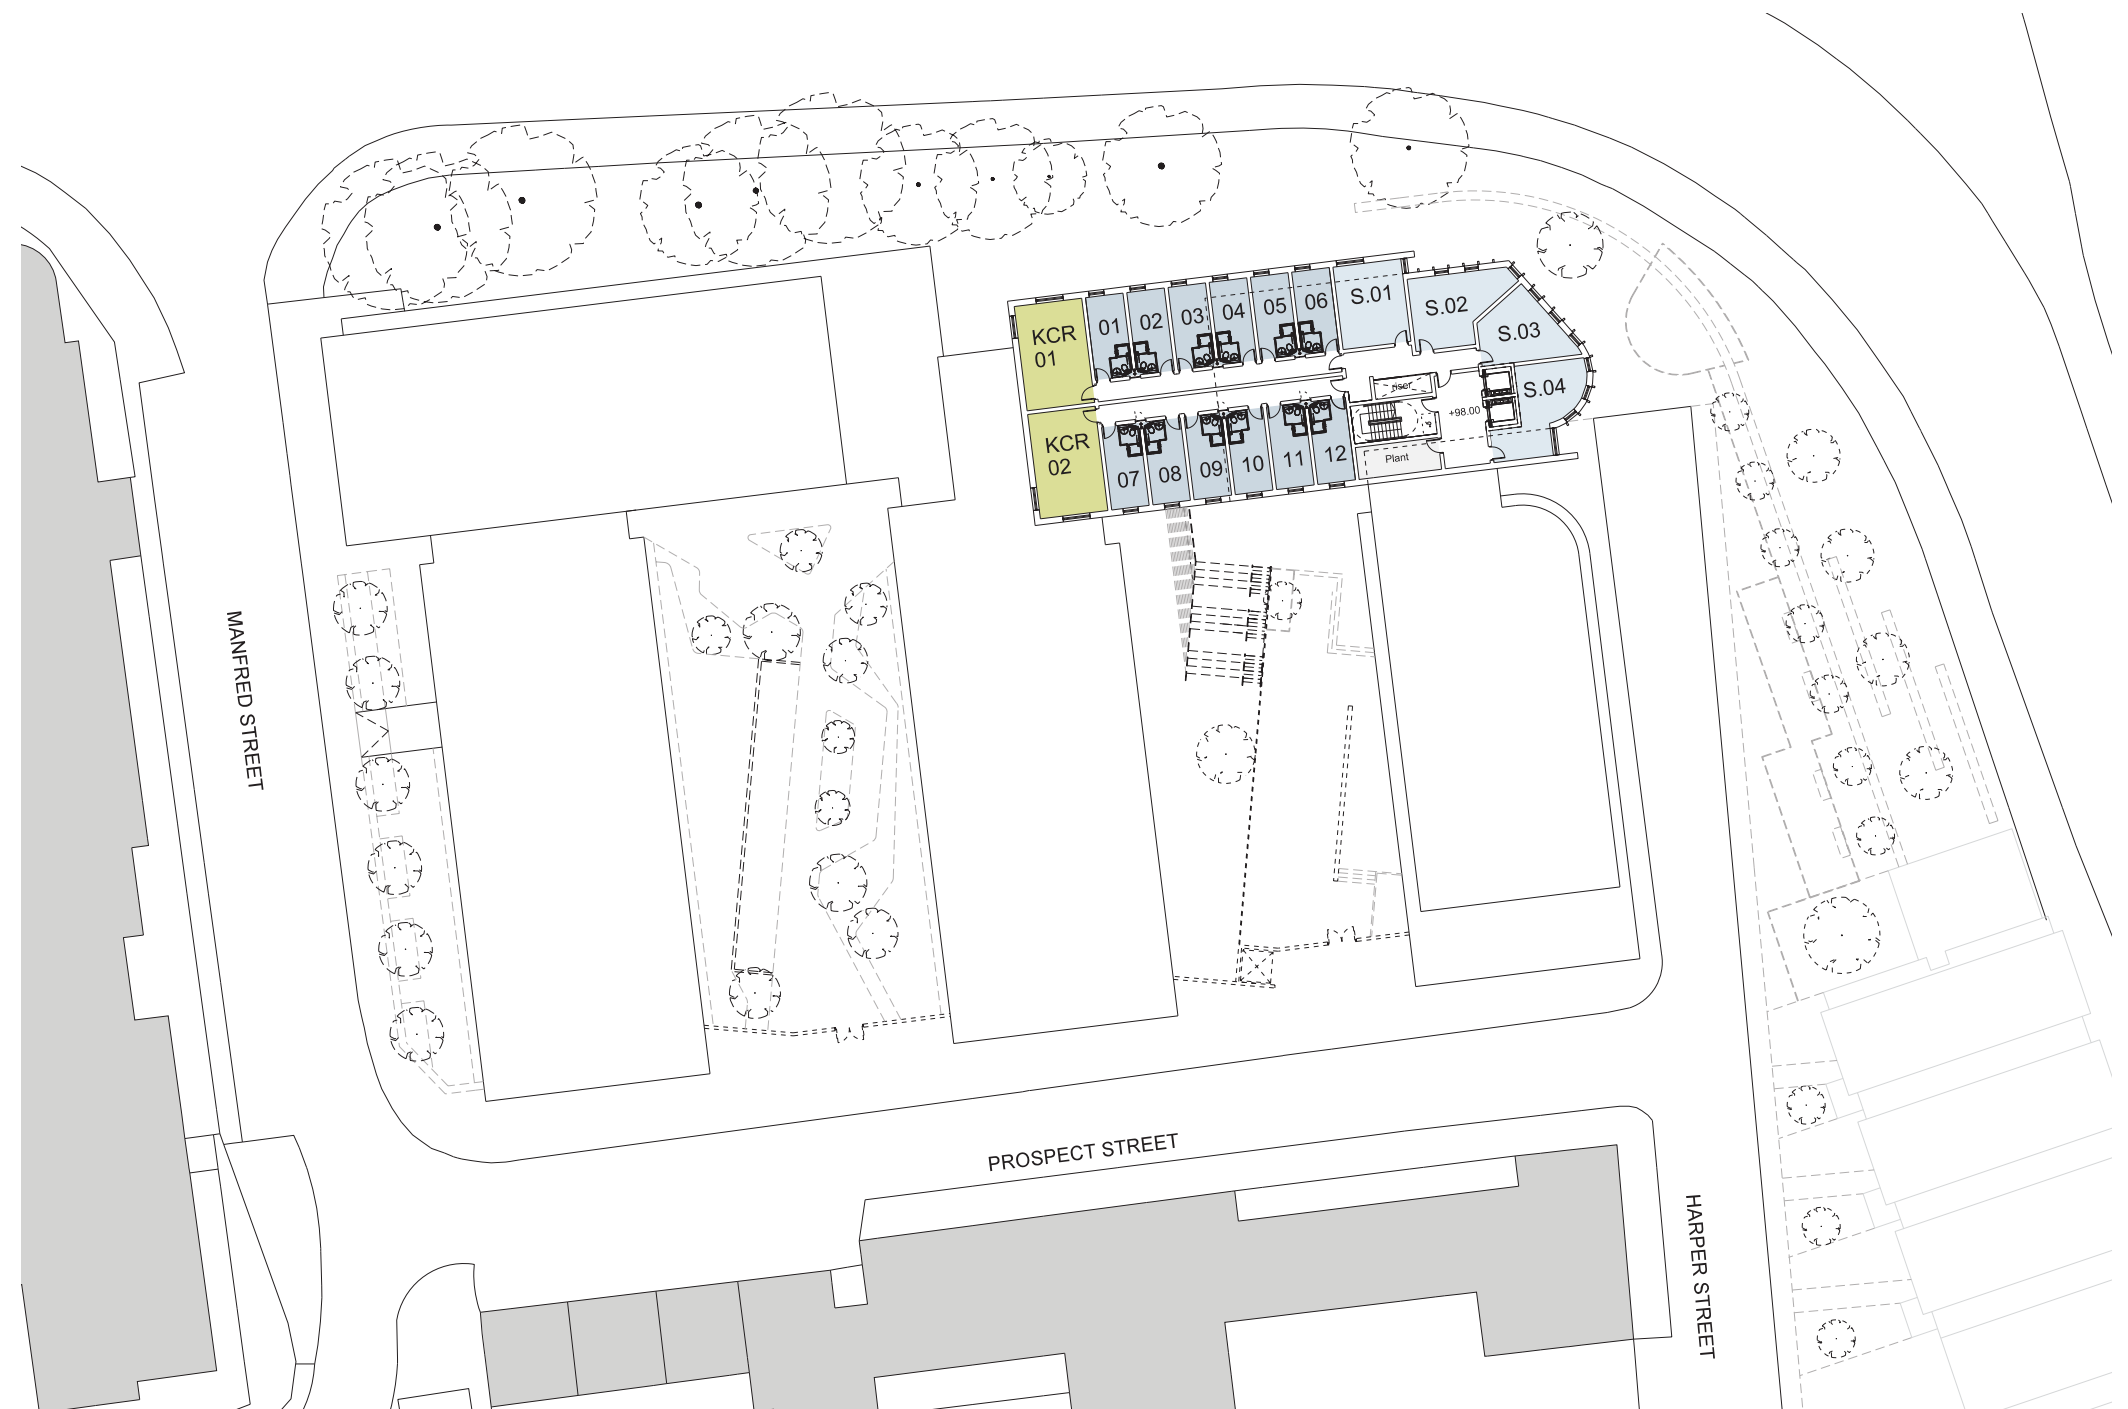 KCR
01
01
02
03
04
05
06
S.01
S.02
S.03
S.04
riser
+98.00
KCR
02
07
08
09
10
11
12
Plant
MANFRED STREET
PROSPECT STREET
HARPER STREET